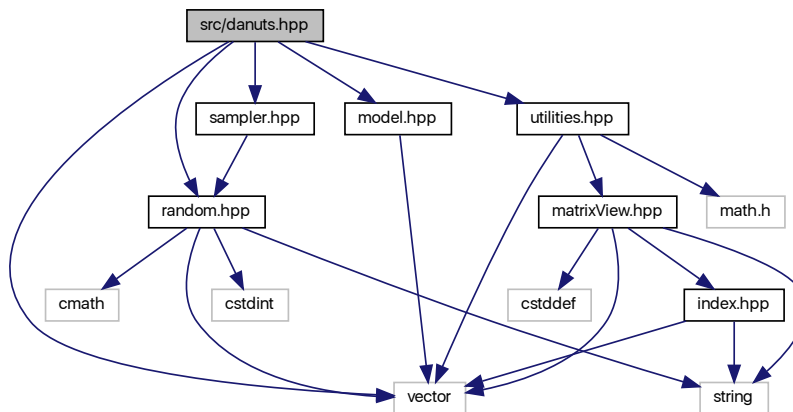 src/danuts.hpp
sampler.hpp
model.hpp
utilities.hpp
random.hpp
matrixView.hpp
math.h
cmath
cstdint
cstddef
index.hpp
vector
string